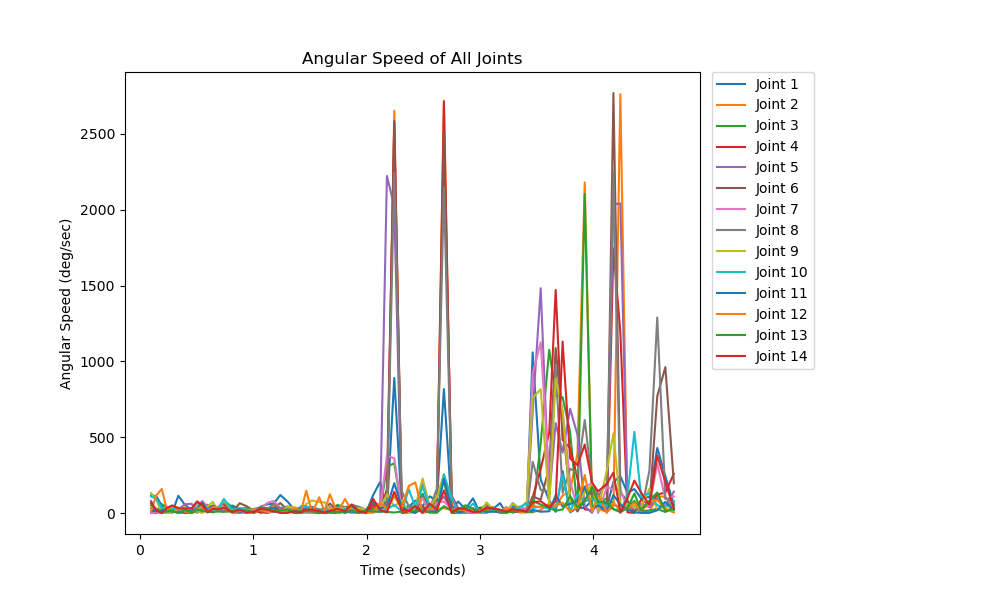 Angular Speed of All Joints
Angular Speed (deg/sec)
2500
2000
1500
1000
500
0
0 1 2 3 4
Time (seconds)
Joint 1
Joint 2
Joint 3
Joint 4
Joint 5
Joint 6
Joint 7
Joint 8
Joint 9
Joint 10
Joint 11
Joint 12
Joint 13
Joint 14